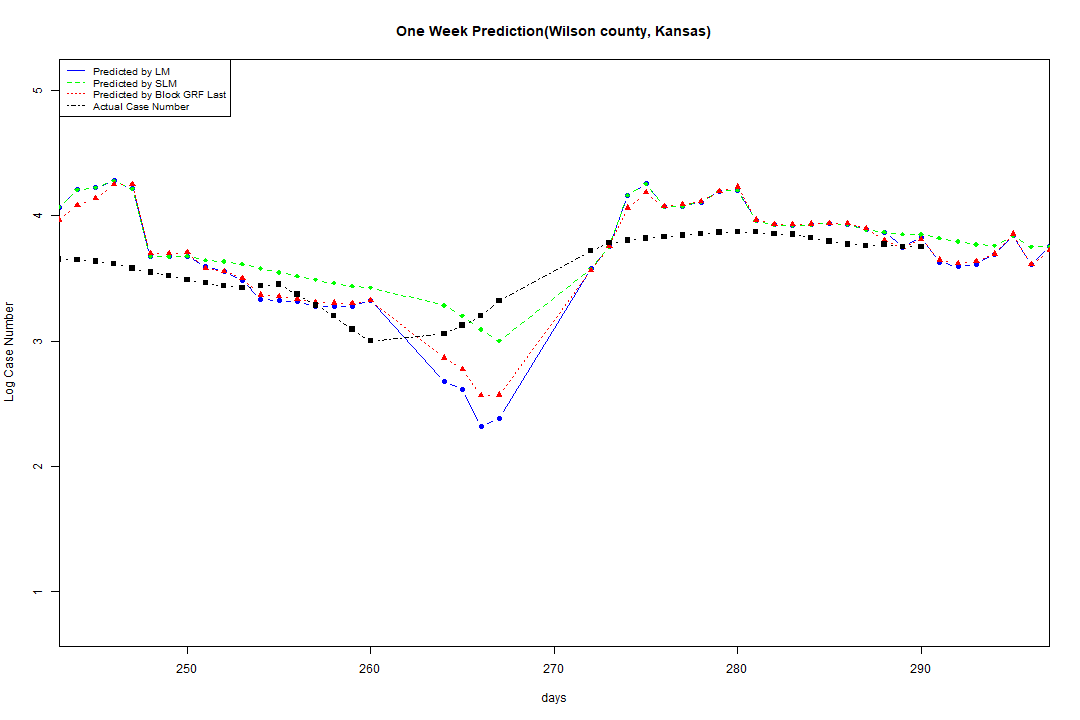 One Week Prediction(Wilson county, Kansas)
Predicted by LM
Predicted by SLM
Predicted by Block GRF Last
Actual Case Number
5
4
3
2
1
Log Case Number
250 260 270 280 290
days